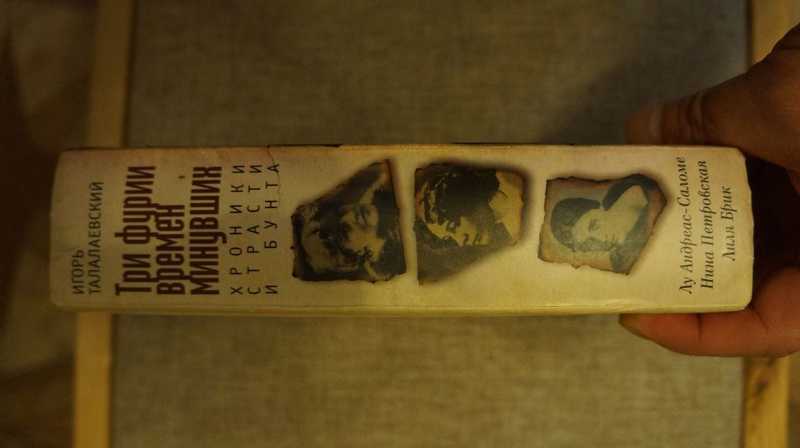 ИГОРЬ
ТАЛАЛАЕВСКИЙ
Три фурии
времен
минувших
ХРОНИКИ
СТРАСТИ
И БУНТА
Лу Андреас-Саломе
Нина Петровская
Лиля Брик